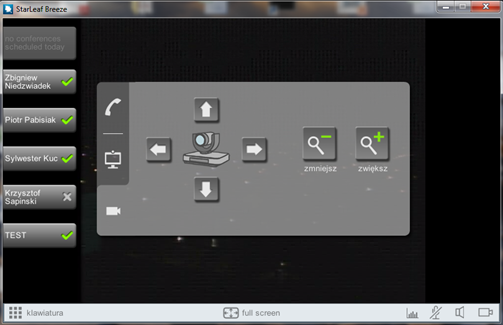 StarLeaf Breeze
no conferences
scheduled today
Zbigniew
Niedzwiadek
Piotr Pabisiak
Sylwester Kuc
Krzysztof
Sapinski
TEST
zmniejsz
zwiększ
klawiatura
full screen